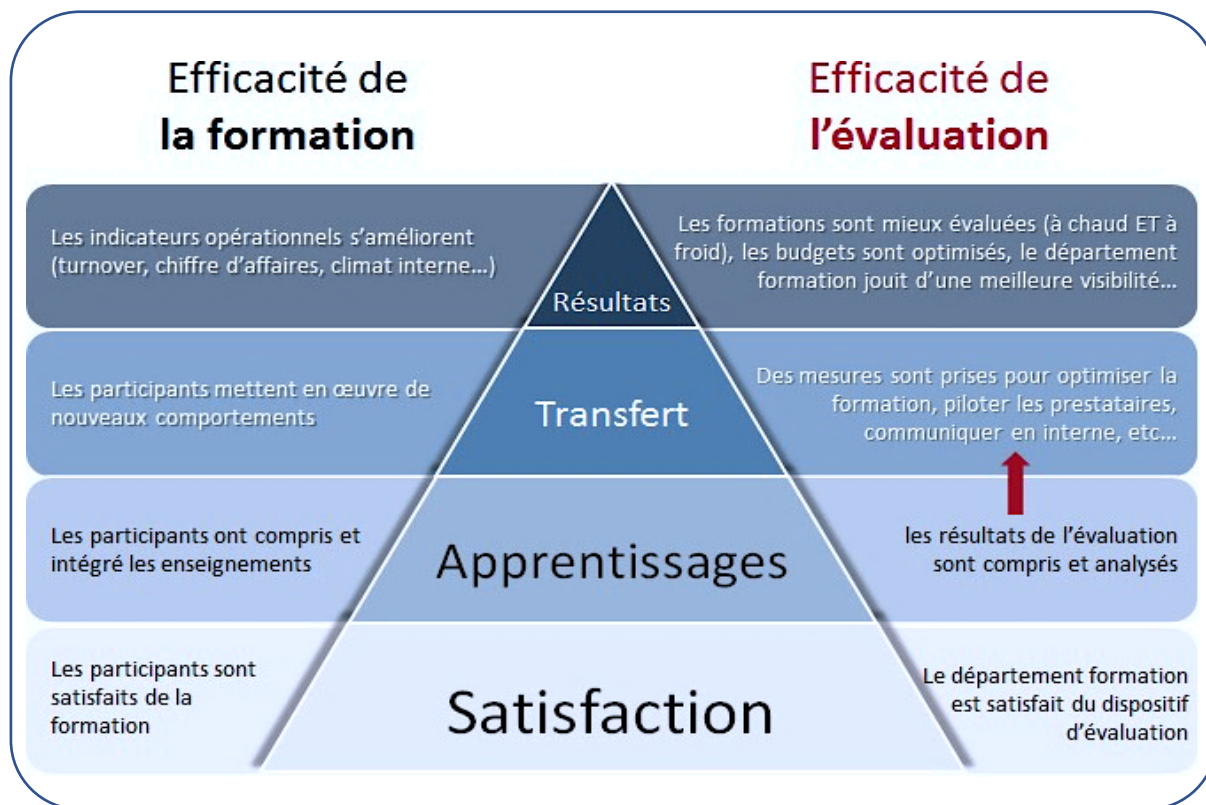 Efficacité de
la formation
Efficacité de
l’évaluation
Les indicateurs opérationnels s’améliorent
(turnover, chiffre d’affaires, climat interne…)
Résultats
Les formations sont mieux évaluées (à chaud ET à
froid), les budgets sont optimisés, le département
formation jouit d’une meilleure visibilité…
Les participants mettent en œuvre de
nouveaux comportements
Transfert
Des mesures sont prises pour optimiser la
formation, piloter les prestataires,
communiquer en interne, etc…
Les participants ont compris et
intégré les enseignements
Apprentissages
les résultats de l’évaluation
sont compris et analysés
Les participants sont
satisfaits de la
formation
Satisfaction
Le département formation
est satisfait du dispositif
d’évaluation